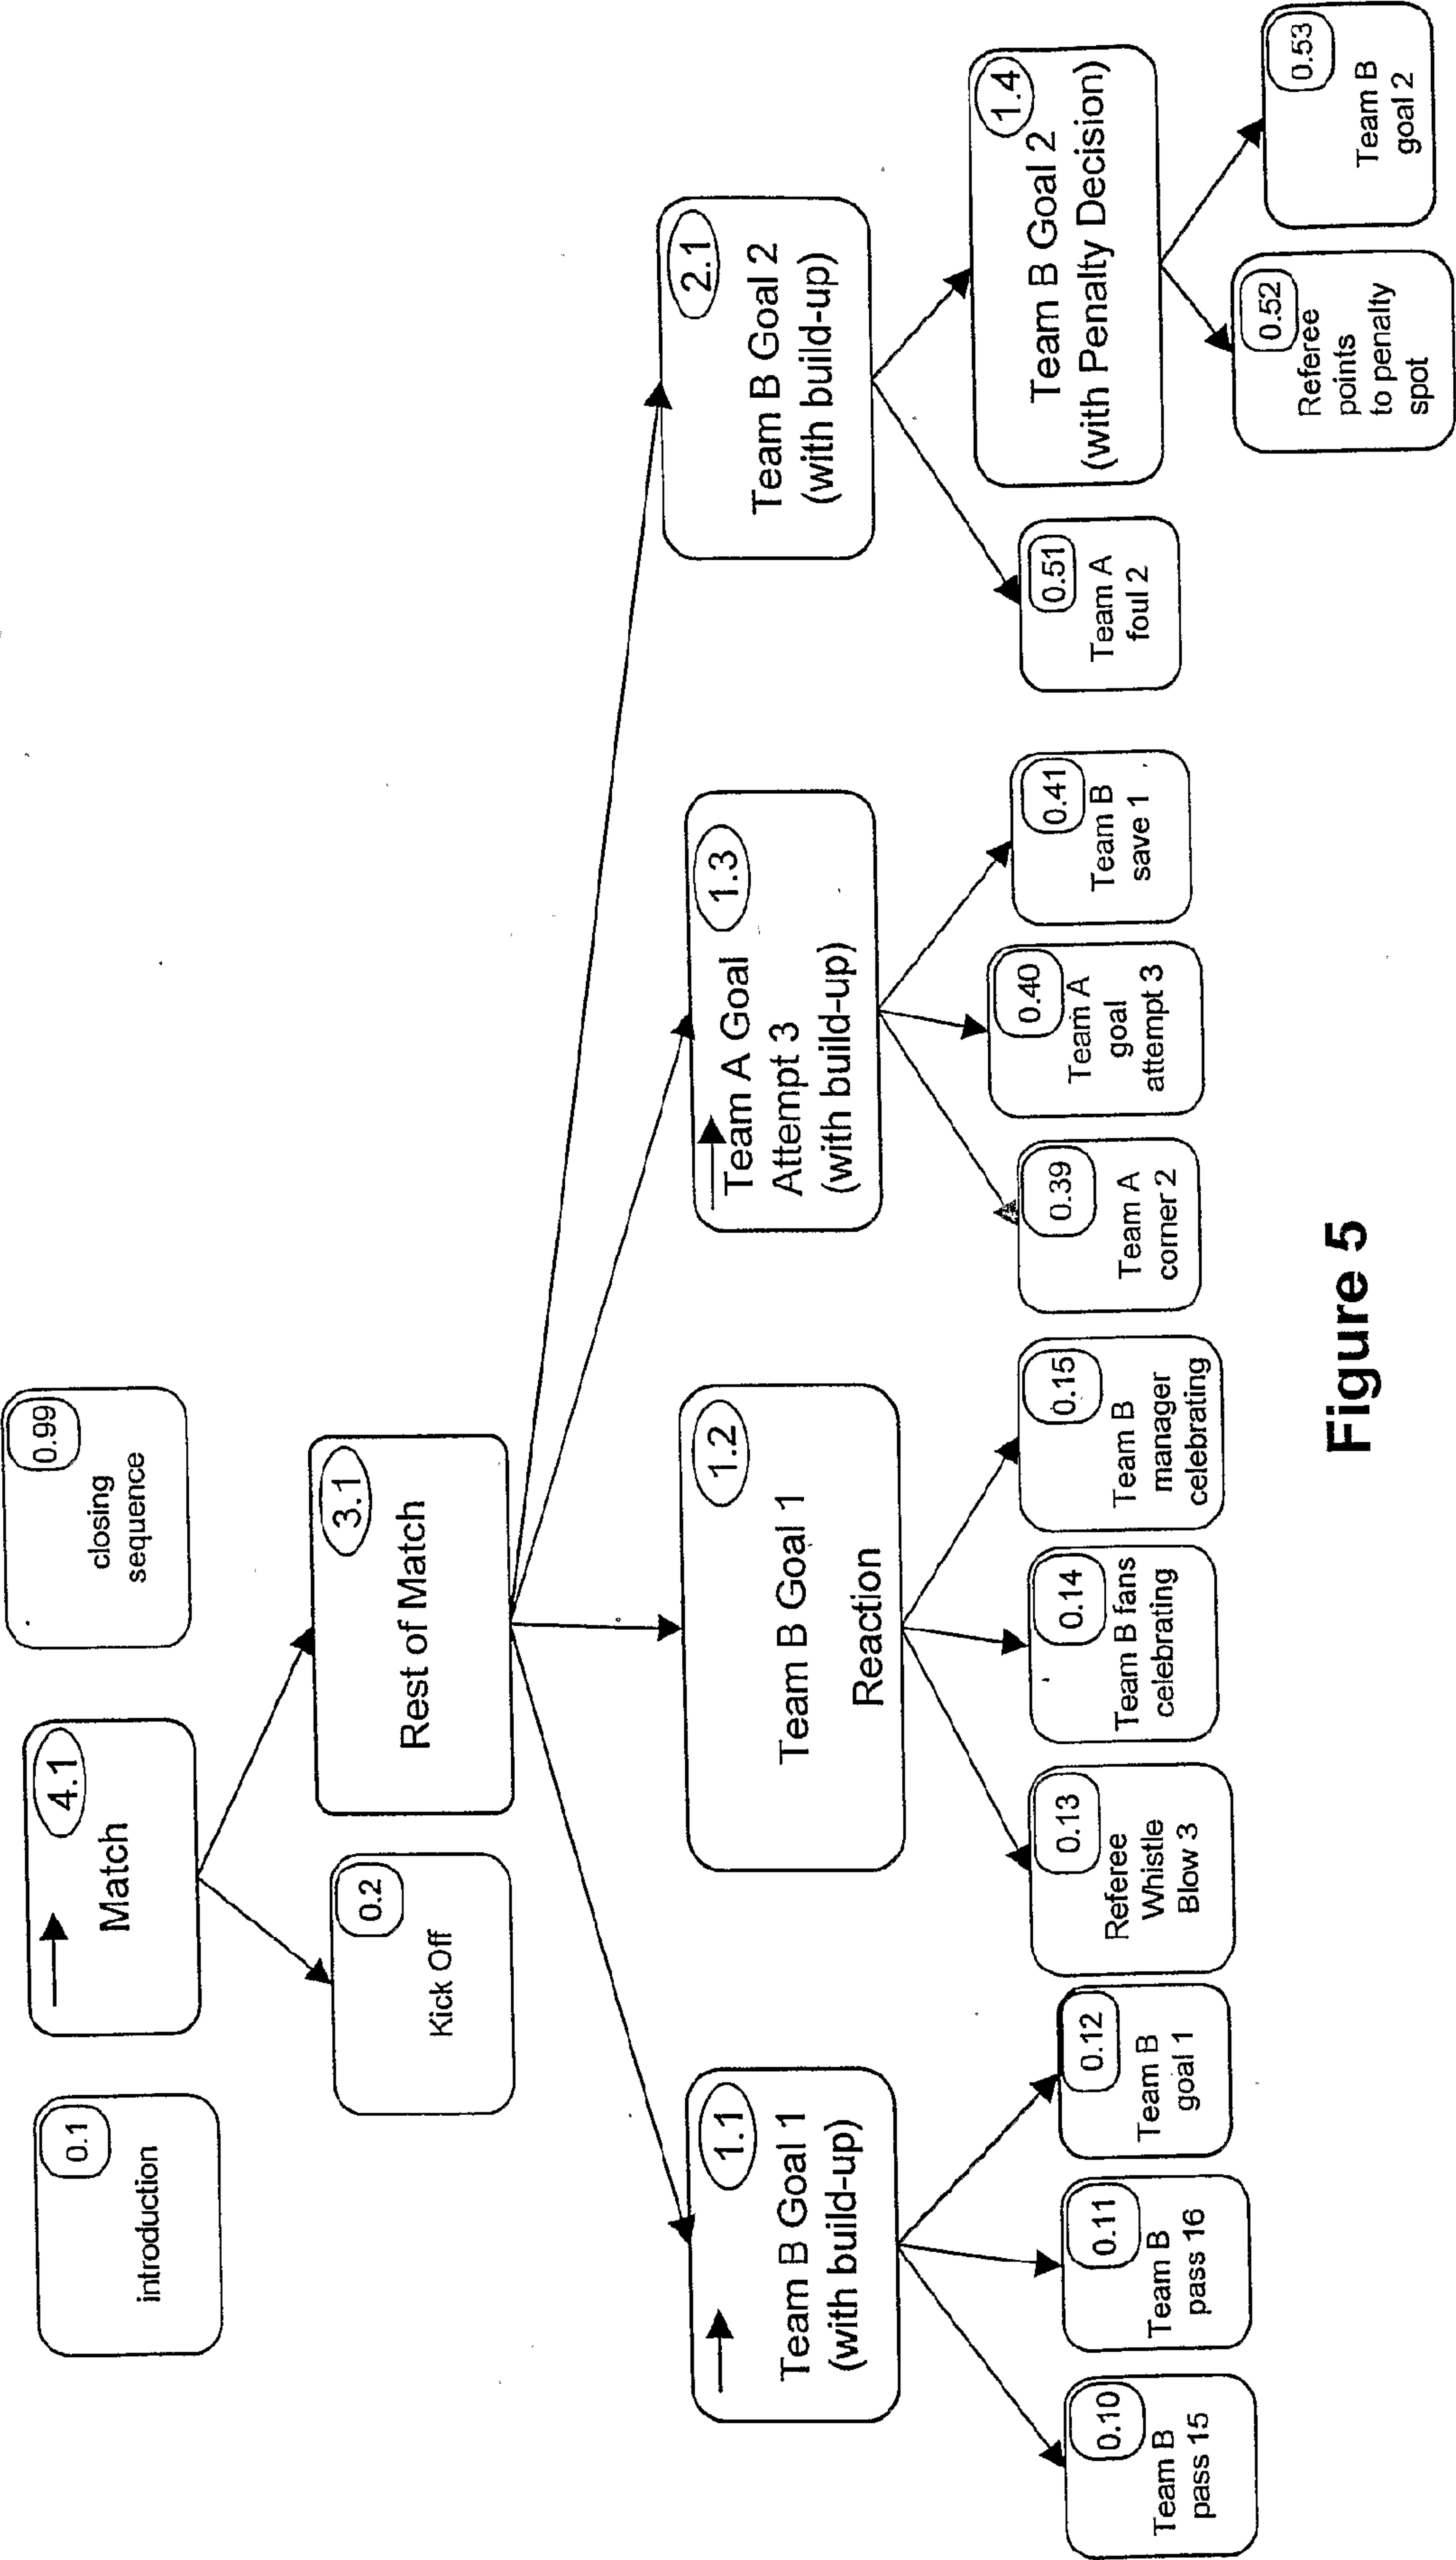 0.1
introduction
4.1
Match
0.99
closing
sequence
0.2
Kick Off
3.1
Rest of Match
1.1
Team B Goal 1
(with build-up)
1.2
Team B Goal 1
Reaction
1.3
Team A Goal
Attempt 3
(with build-up)
2.1
Team B Goal 2
(with build-up)
0.10
Team B
pass 15
0.11
Team B
pass 16
0.12
Team B
goal 1
0.13
Referee
Whistle
Blow 3
0.14
Team B fans
celebrating
0.15
Team B
manager
celebrating
0.39
Team A
corner 2
0.40
Team A
goal
attempt 3
0.41
Team B
save 1
0.51
Team A
foul 2
1.4
Team B Goal 2
(with Penalty Decision)
0.52
Referee
points
to penalty
spot
0.53
Team B
goal 2
Figure 5